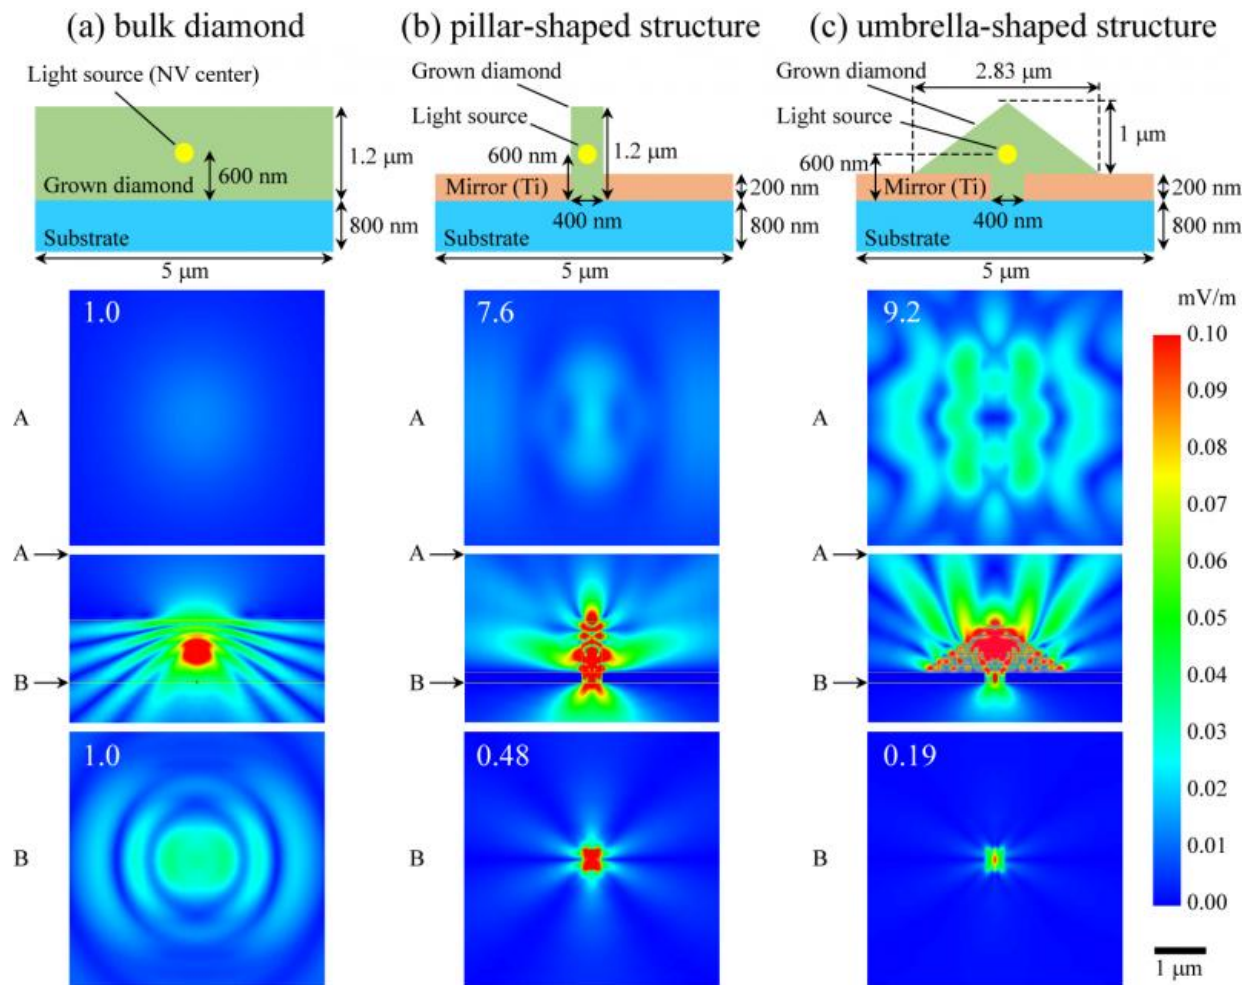 (a) bulk diamond
(b) pillar-shaped structure
(c) umbrella-shaped structure
Light source (NV center)
600 nm
Grown diamond
1.2 μm
Substrate
800 nm
5 μm
Grown diamond
Light source
600 nm
1.2 μm
Mirror (Ti)
200 nm
400 nm
Substrate
800 nm
5 μm
Grown diamond
2.83 μm
Light source
1 μm
600 nm
Mirror (Ti)
200 nm
400 nm
Substrate
800 nm
5 μm
A
1.0
A
7.6
A
9.2
A
B
A
B
A
B
B
1.0
B
0.48
B
0.19
mV/m
0.10
0.09
0.08
0.07
0.06
0.05
0.04
0.03
0.02
0.01
0.00
1 μm